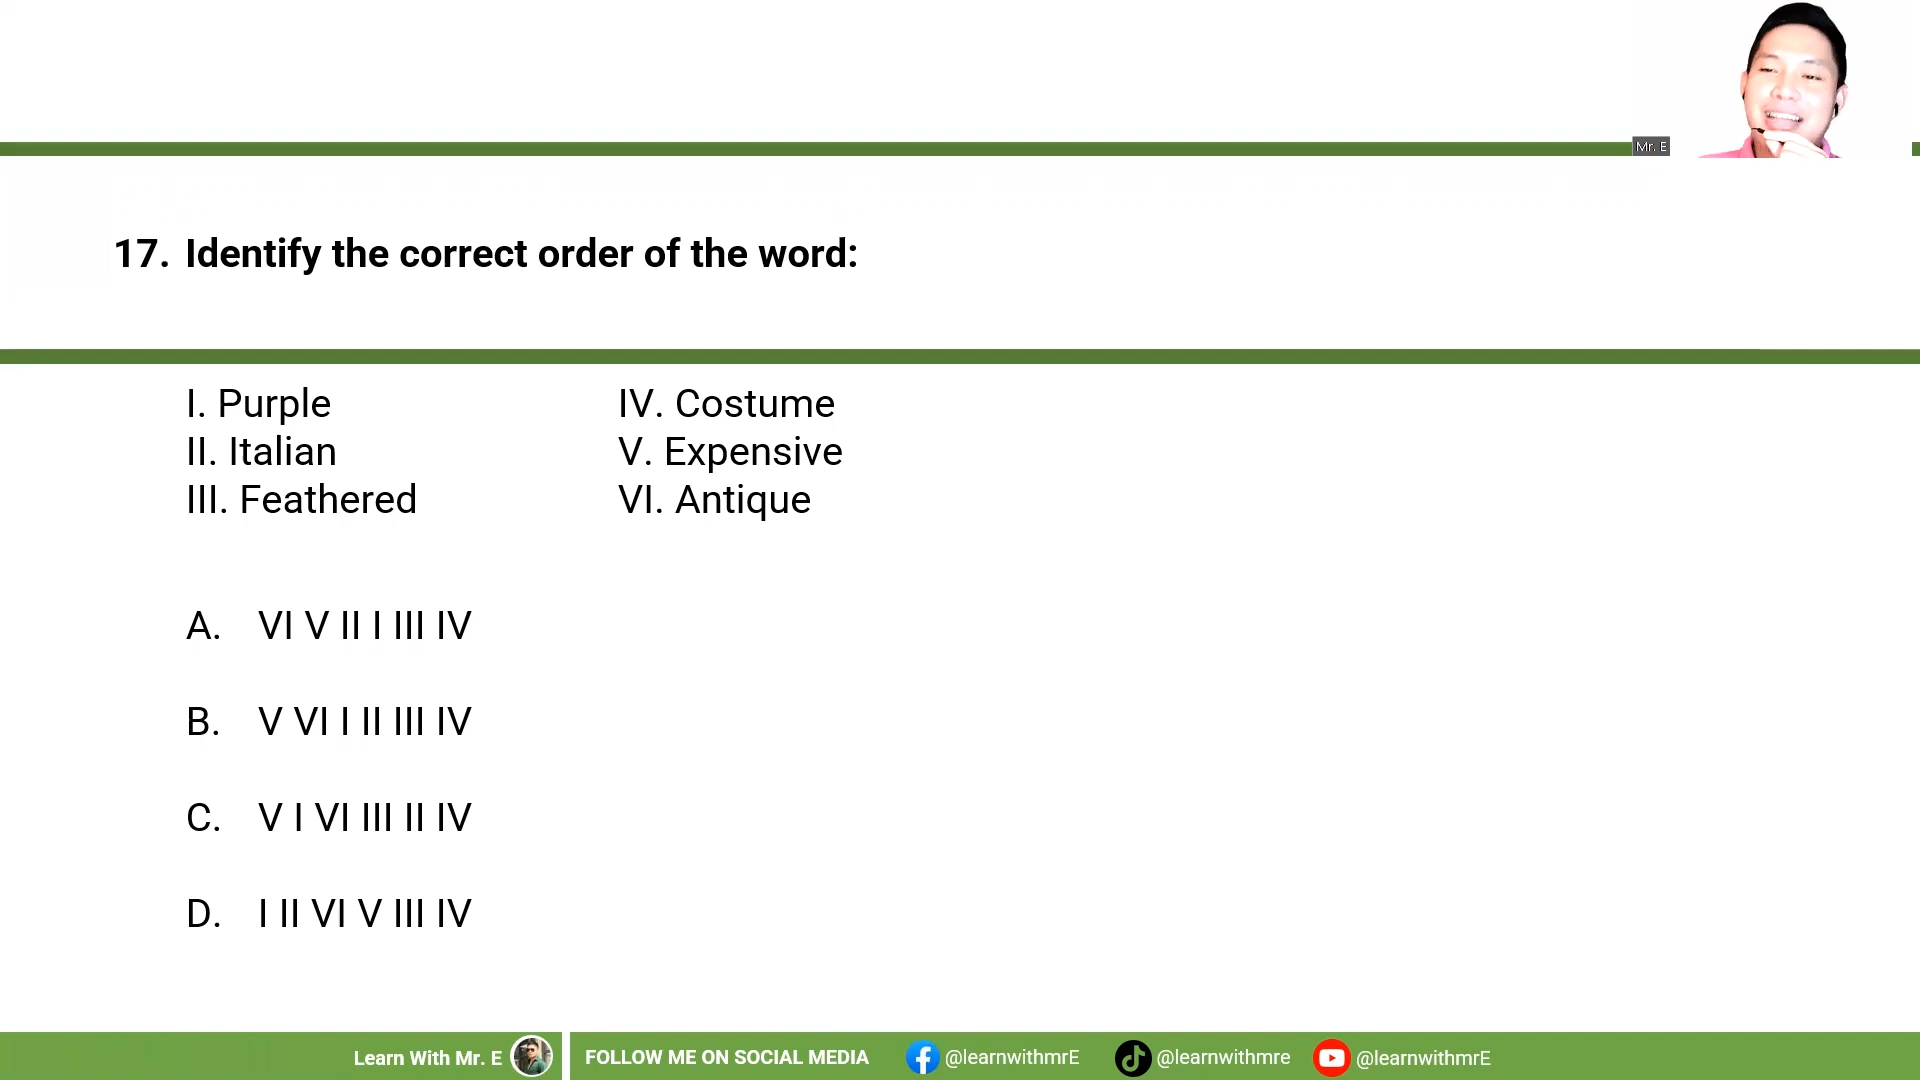 Mr. E
17. Identify the correct order of the word:
I. Purple
II. Italian
III. Feathered
IV. Costume
V. Expensive
VI. Antique
A. VI V II I III IV
B. V VI I II III IV
C. V I VI III II IV
D. I II VI V III IV
Learn With Mr. E
FOLLOW ME ON SOCIAL MEDIA
@learnwithmrE
@learnwithmre
@learnwithmrE